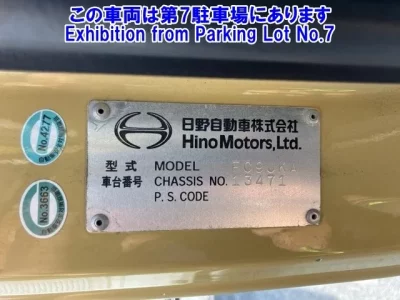 この車両は第7駐車場にあります
Exhibition from Parking Lot No.7
日野自動車株式会社
Hino Motors, Ltd.
型式 MODEL
車台番号 CHASSIS NO. 13471
P. S. CODE
No.4277
No.3663